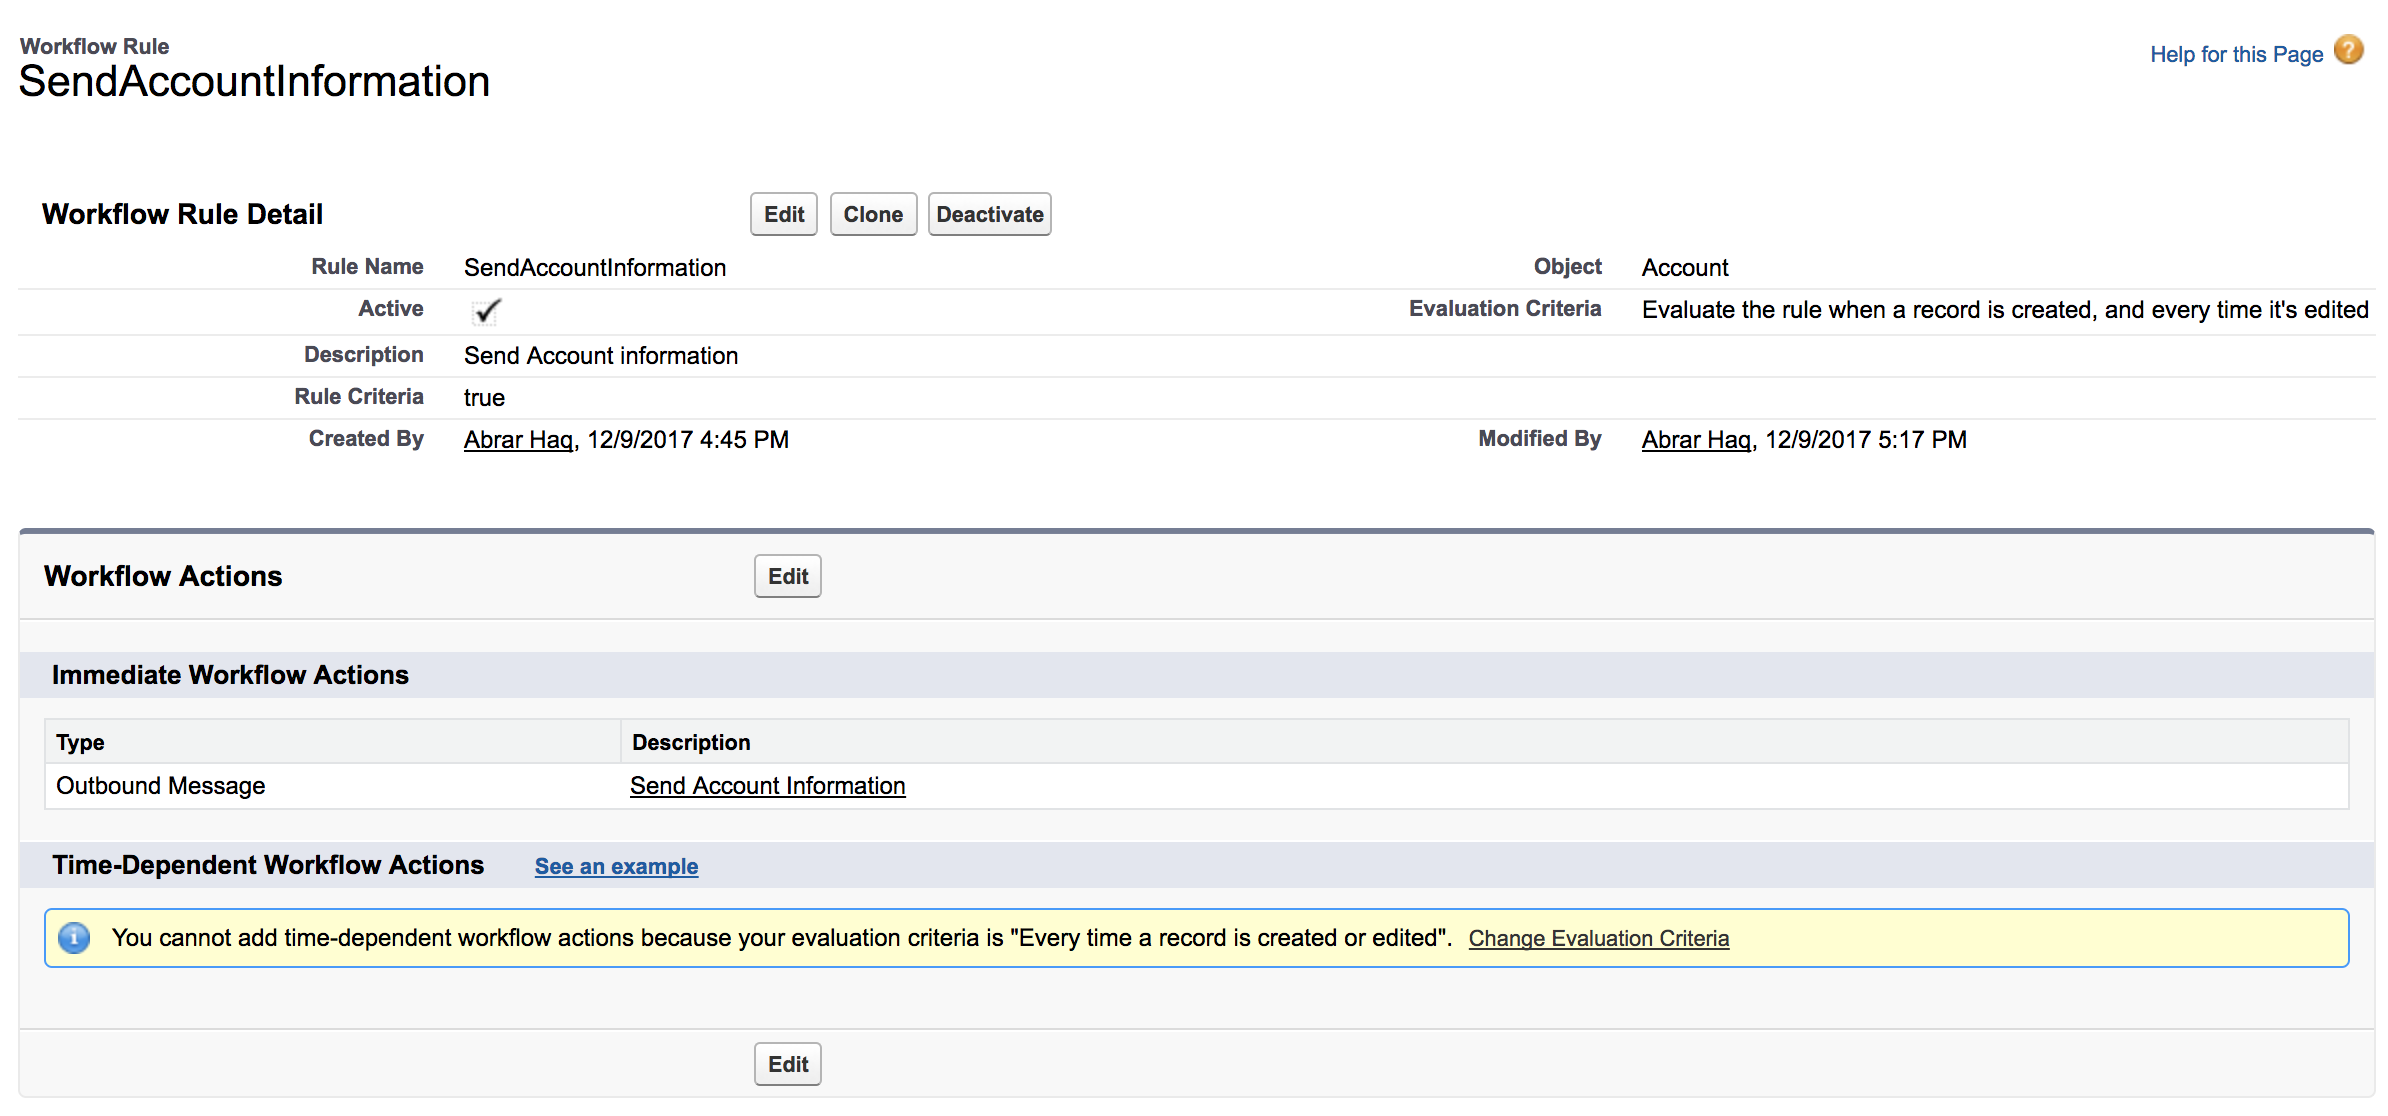 Workflow Rule
SendAccountInformation
Help for this Page ?
Workflow Rule Detail
Edit Clone Deactivate
Rule Name SendAccountInformation Object Account
Active Evaluation Criteria Evaluate the rule when a record is created, and every time it's edited
Description Send Account information
Rule Criteria true
Created By Abrar Haq, 12/9/2017 4:45 PM Modified By Abrar Haq, 12/9/2017 5:17 PM
Workflow Actions Edit
Immediate Workflow Actions
Type Description
Outbound Message Send Account Information
Time-Dependent Workflow Actions See an example
i You cannot add time-dependent workflow actions because your evaluation criteria is "Every time a record is created or edited". Change Evaluation Criteria
Edit